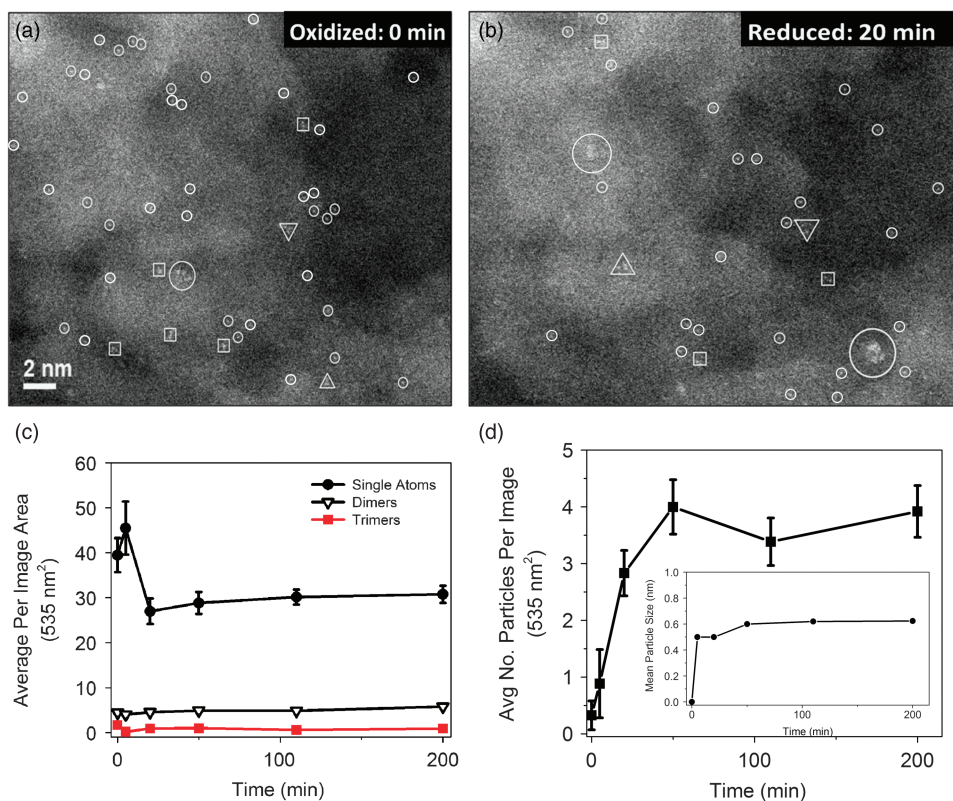 (a)
Oxidized: 0 min
2 nm
(b)
Reduced: 20 min
(c)
Average Per Image Area
(535 nm²)
60
50
40
30
20
10
0
Single Atoms
Dimers
Trimers
0
100
200
Time (min)
(d)
Avg No. Particles Per Image
(535 nm²)
5
4
3
2
1
0
Mean Particle Size (nm)
1.0
0.8
0.6
0.4
0.2
0.0
0
100
200
Time (min)
0
100
200
Time (min)